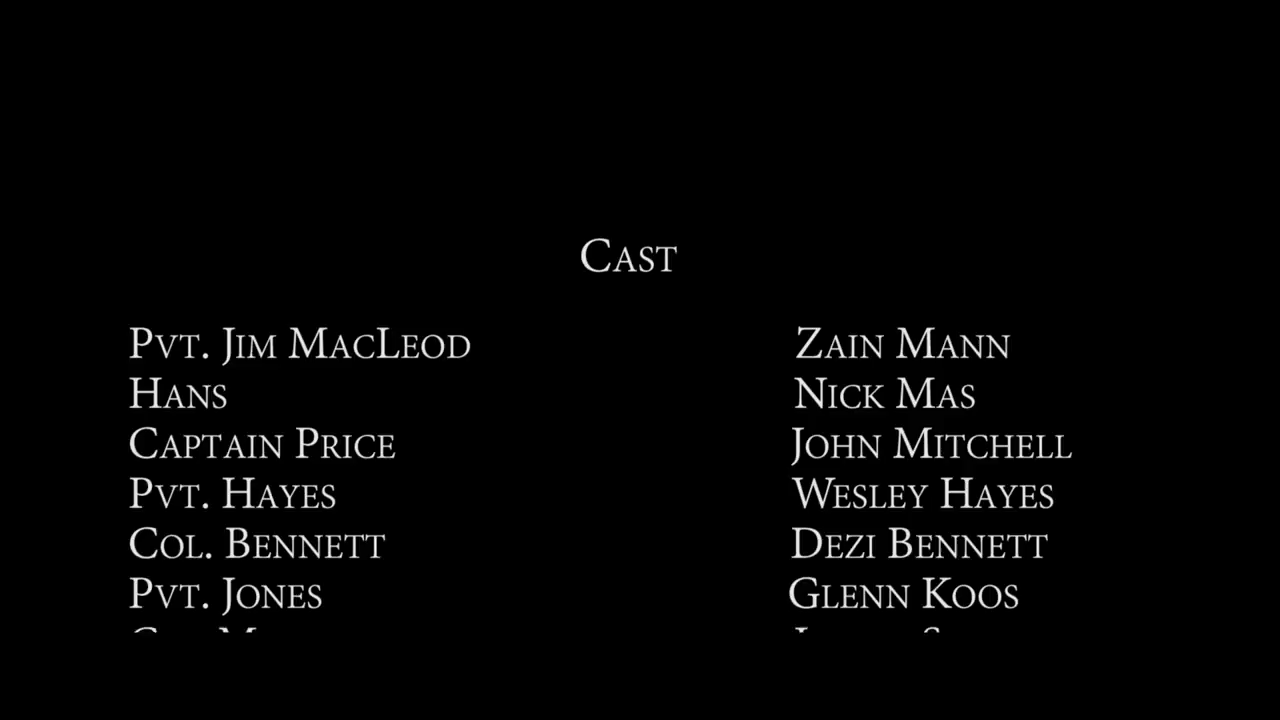 Cast
Pvt. Jim MacLeod Zain Mann
Hans Nick Mas
Captain Price John Mitchell
Pvt. Hayes Wesley Hayes
Col. Bennett Dezi Bennett
Pvt. Jones Glenn Koos